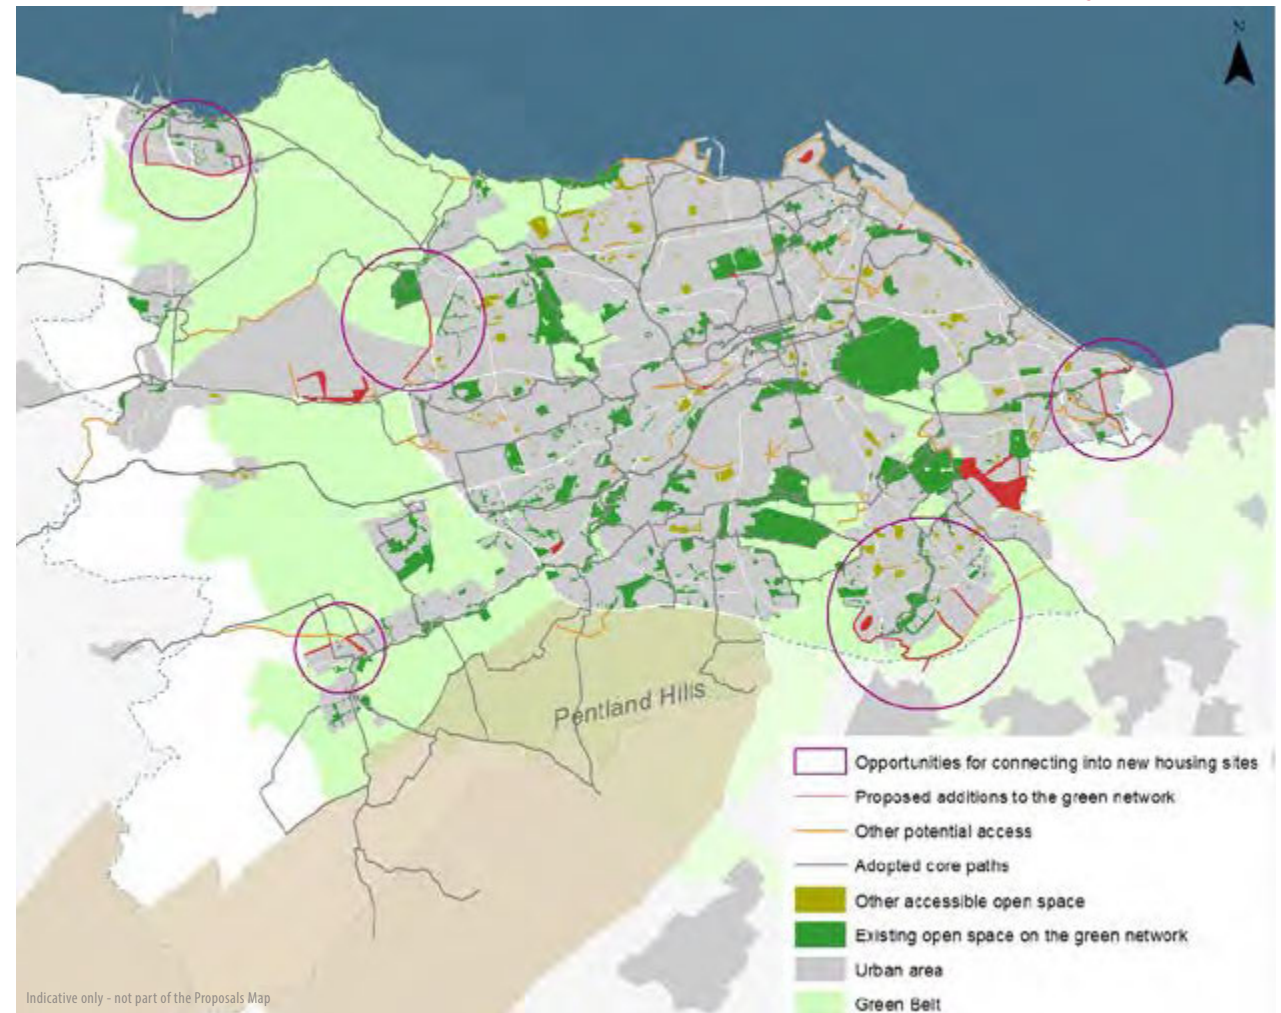 N
Pentland Hills
Opportunities for connecting into new housing sites
Proposed additions to the green network
Other potential access
Adopted core paths
Other accessible open space
Existing open space on the green network
Urban area
Green Belt
Indicative only - not part of the Proposals Map